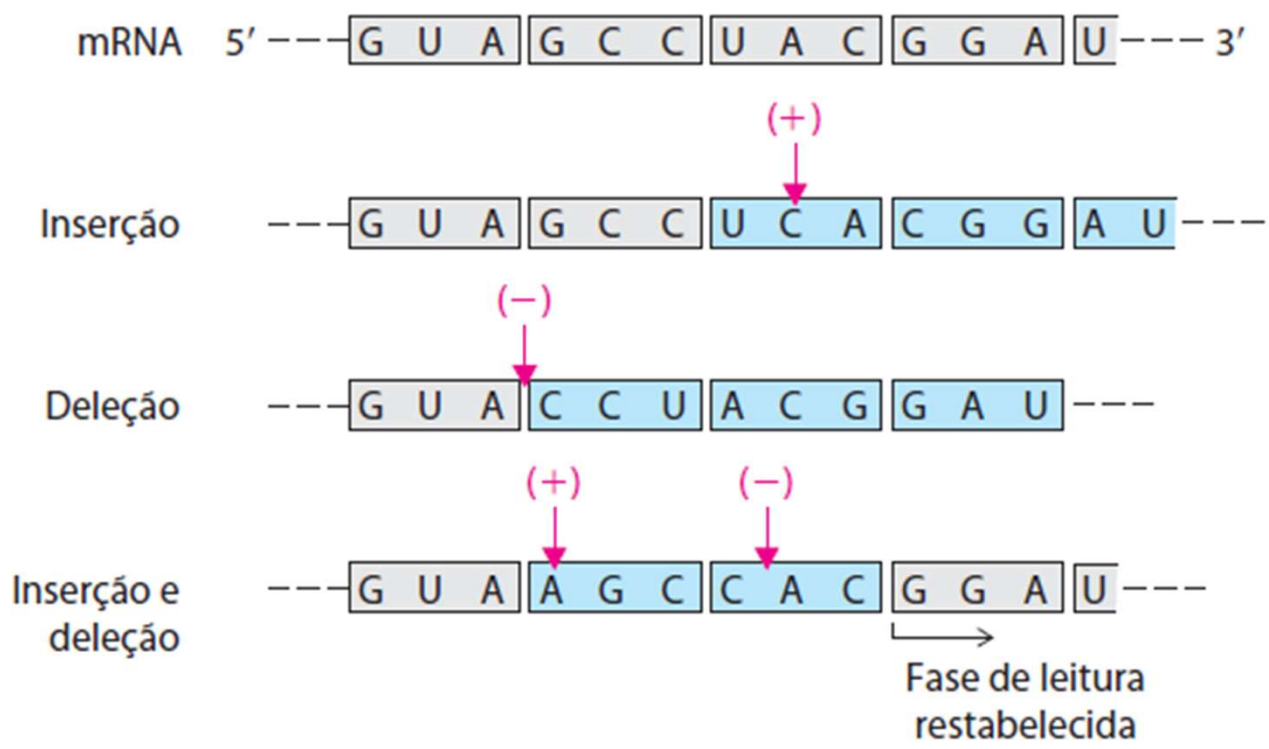 mRNA 5′ G U A G C C U A C G G A U 3′
(+)
Inserção G U A G C C U C A C G G A U
(−)
Deleção G U A C C U A C G G A U
(+) (−)
Inserção e
deleção G U A A G C C A C G G A U
Fase de leitura
restabelecida